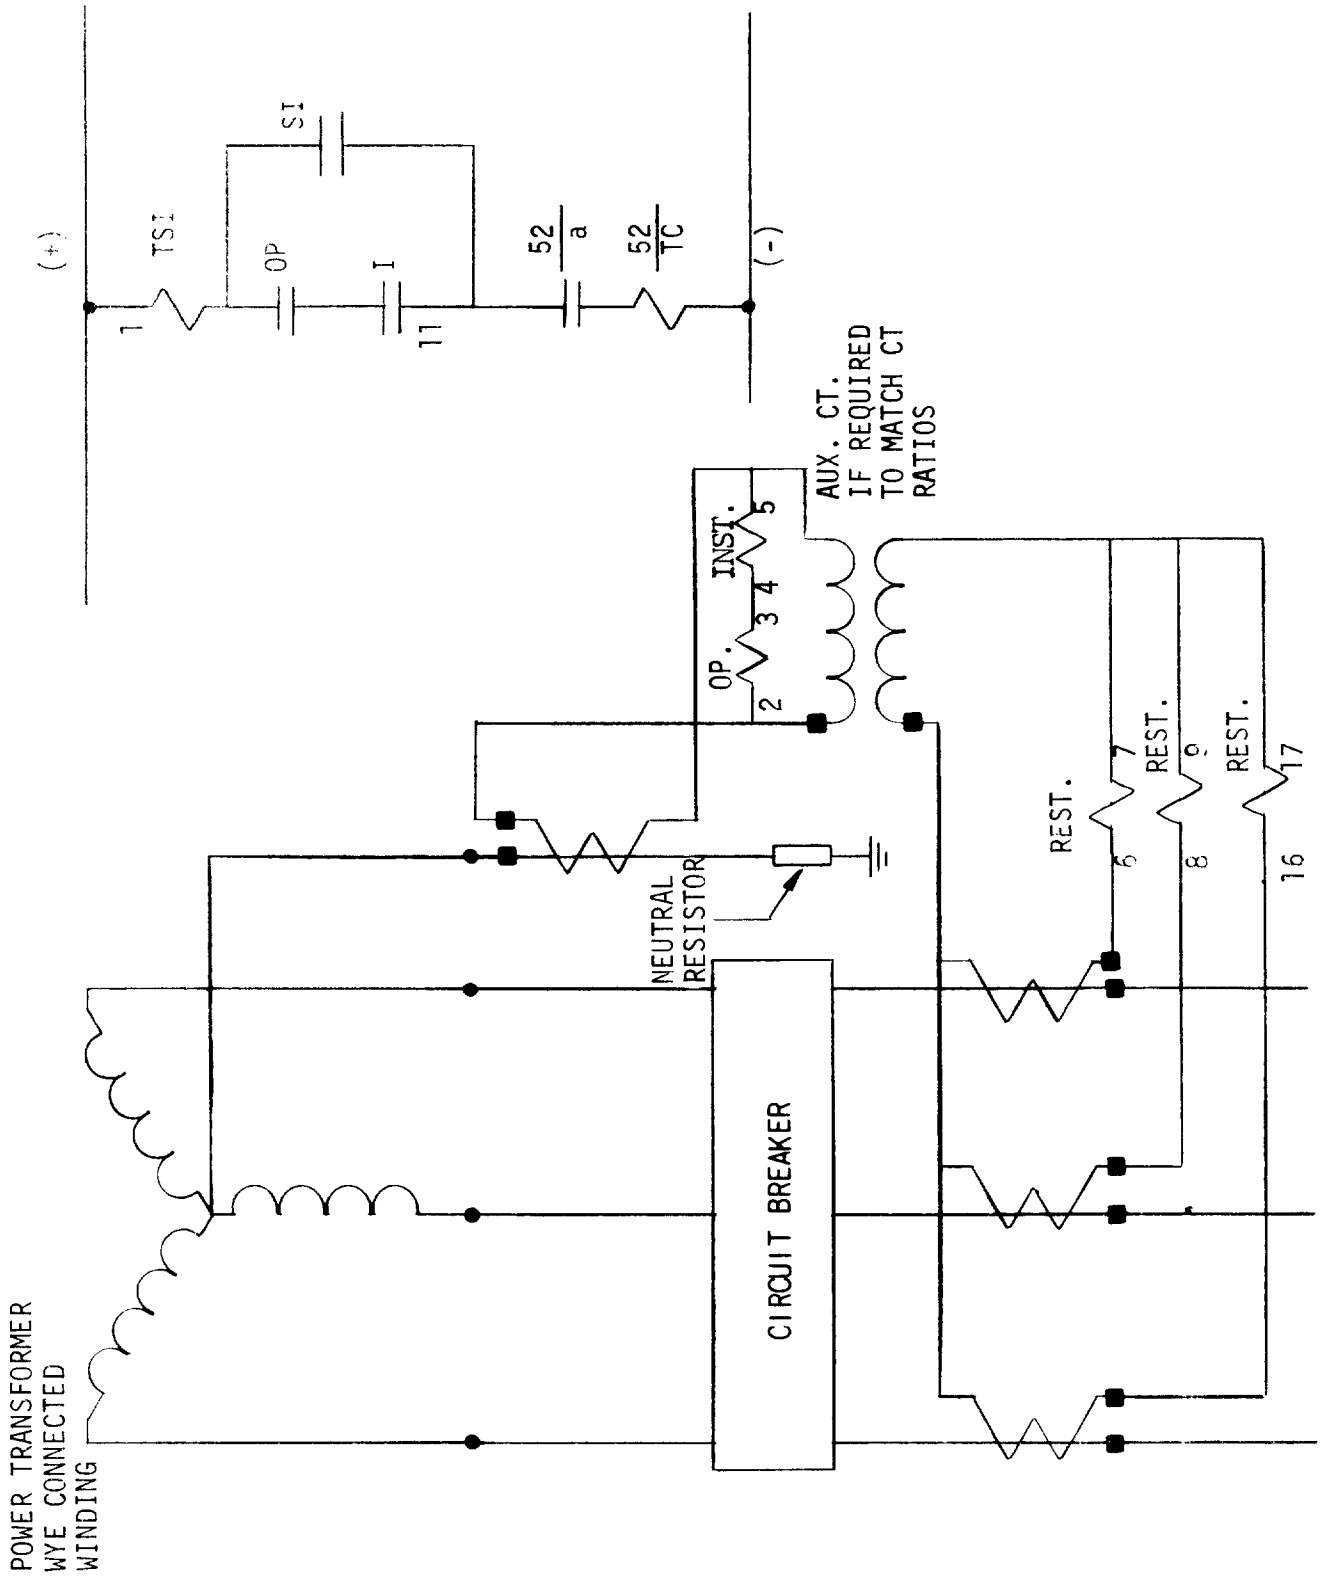 POWER TRANSFORMER
WYE CONNECTED
WINDING
CIRCUIT BREAKER
NEUTRAL
RESISTOR
OP.
INST.
2
3
4
5
AUX. CT.
IF REQUIRED
TO MATCH CT
RATIOS
REST.
6
7
REST.
8
9
REST.
16
17
(+)
1
TSI
OP
I
11
SI
52
a
52
TC
(-)